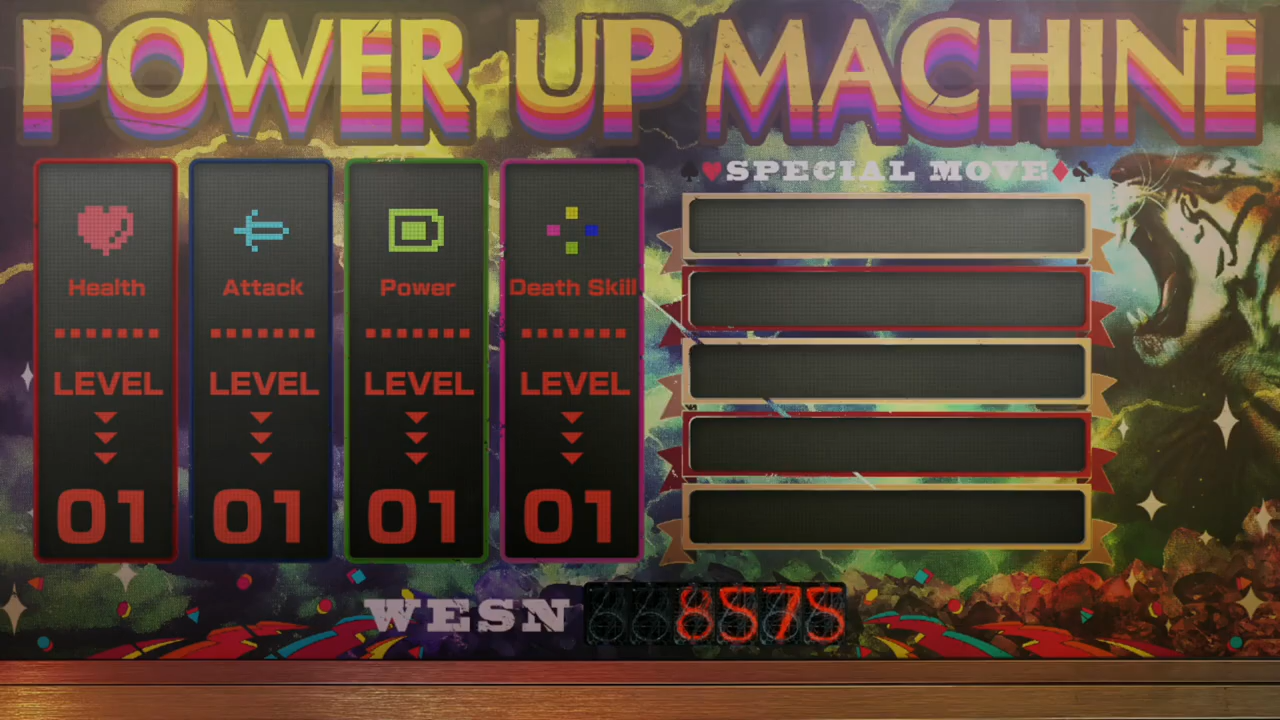 POWER UP MACHINE
SPECIAL MOVE
Health
Attack
Power
Death Skill
LEVEL
LEVEL
LEVEL
LEVEL
01
01
01
01
WESN 8575